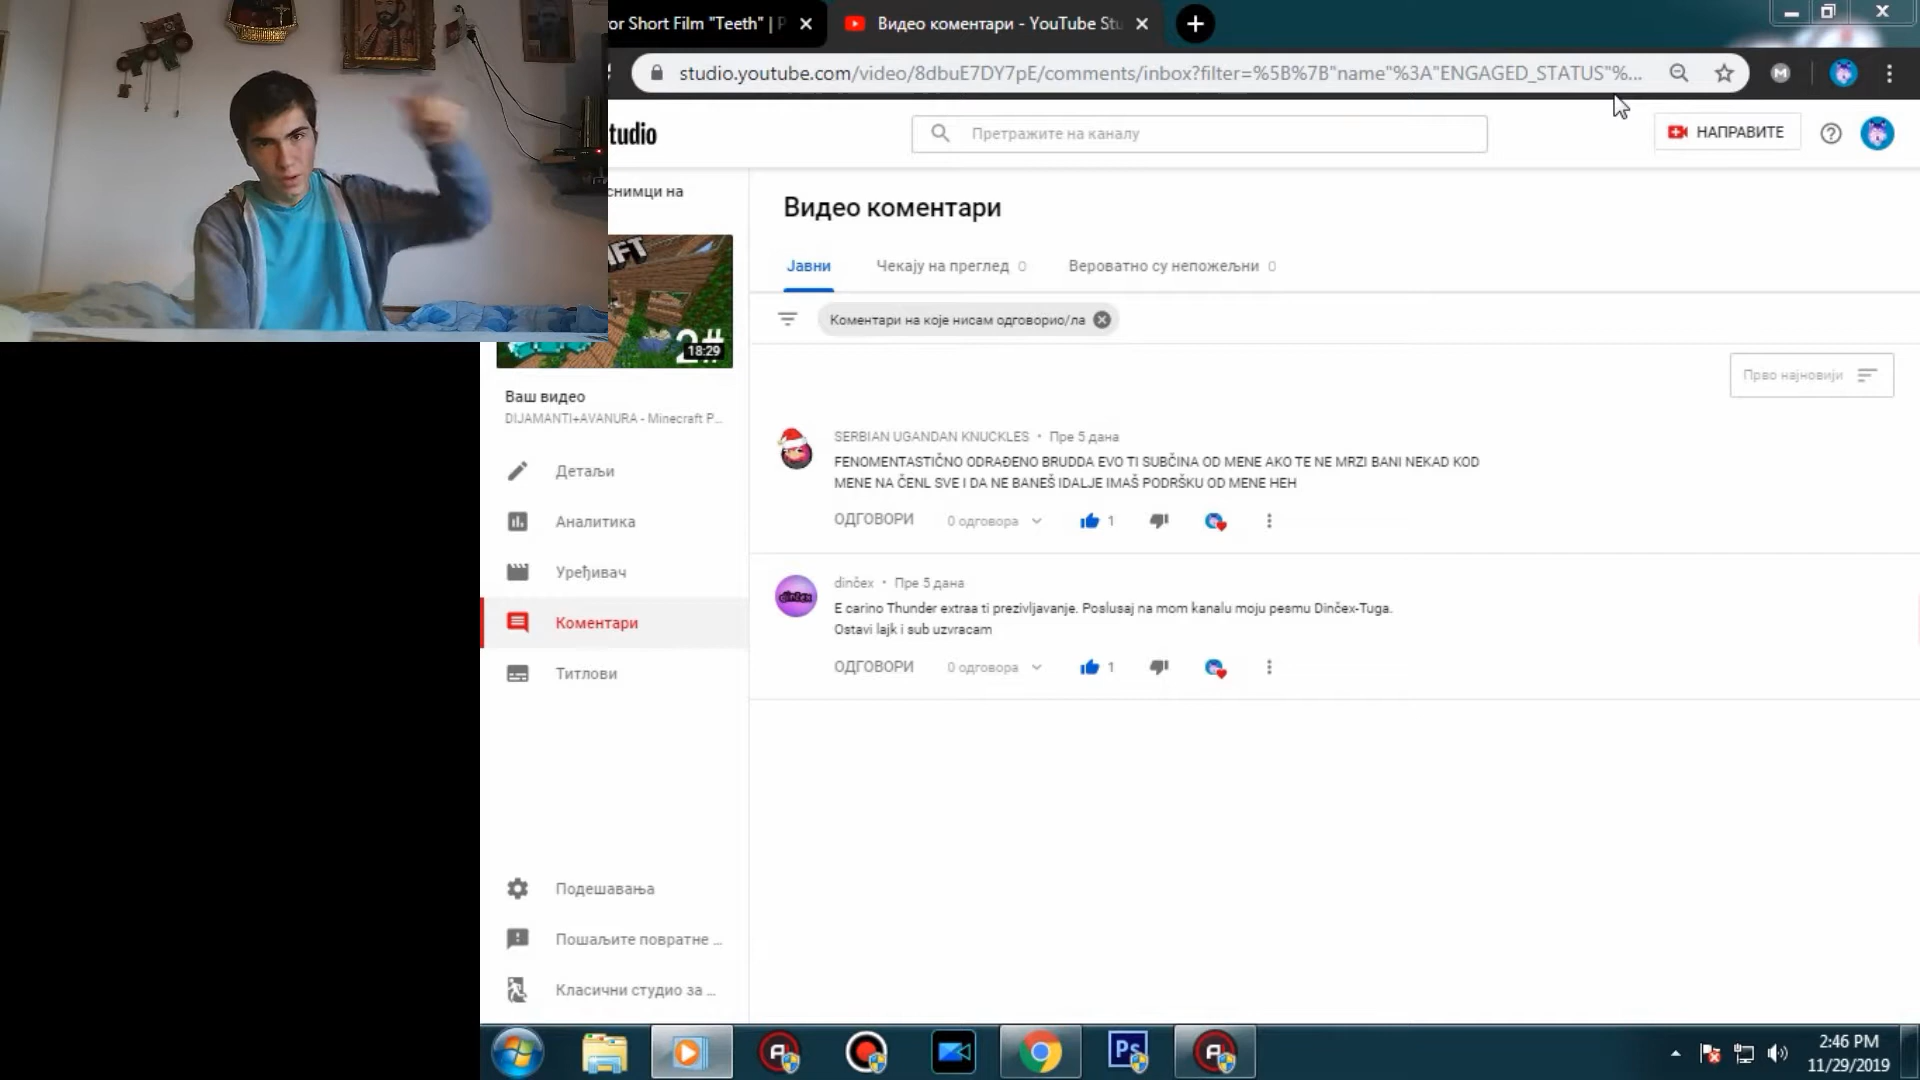 or Short Film "Teeth" | P
Видео коментари - YouTube Stu
studio.youtube.com/video/8dbuE7DY7pE/comments/inbox?filter=%5B%7B"name"%3A"ENGAGED_STATUS"%...
tudio
Претражите на каналу
НАПРАВИТЕ
снимци на
Видео коментари
Јавни
Чекају на преглед 0
Вероватно су непожељни 0
Коментари на које нисам одговорио/ла
FT
2#
18:29
Прво најновији
Ваш видео
DIJAMANTI+AVANURA - Minecraft P...
SERBIAN UGANDAN KNUCKLES • Пре 5 дана
FENOMENTASTIČNO ODRAĐENO BRUDDA EVO TI SUBČINA OD MENE AKO TE NE MRZI BANI NEKAD KOD
MENE NA ČENL SVE I DA NE BANEŠ IDALJE IMAŠ PODRŠKU OD MENE HEH
ОДГОВОРИ 0 одговора 1
Детаљи
Аналитика
Уређивач
Коментари
Титлови
dinčex
dinčex • Пре 5 дана
E carino Thunder extraa ti prezivljavanje. Poslusaj na mom kanalu moju pesmu Dinčex-Tuga.
Ostavi lajk i sub uzvracam
ОДГОВОРИ 0 одговора 1
Подешавања
Пошаљите повратне ...
Класични студио за ...
Ps
2:46 PM
11/29/2019